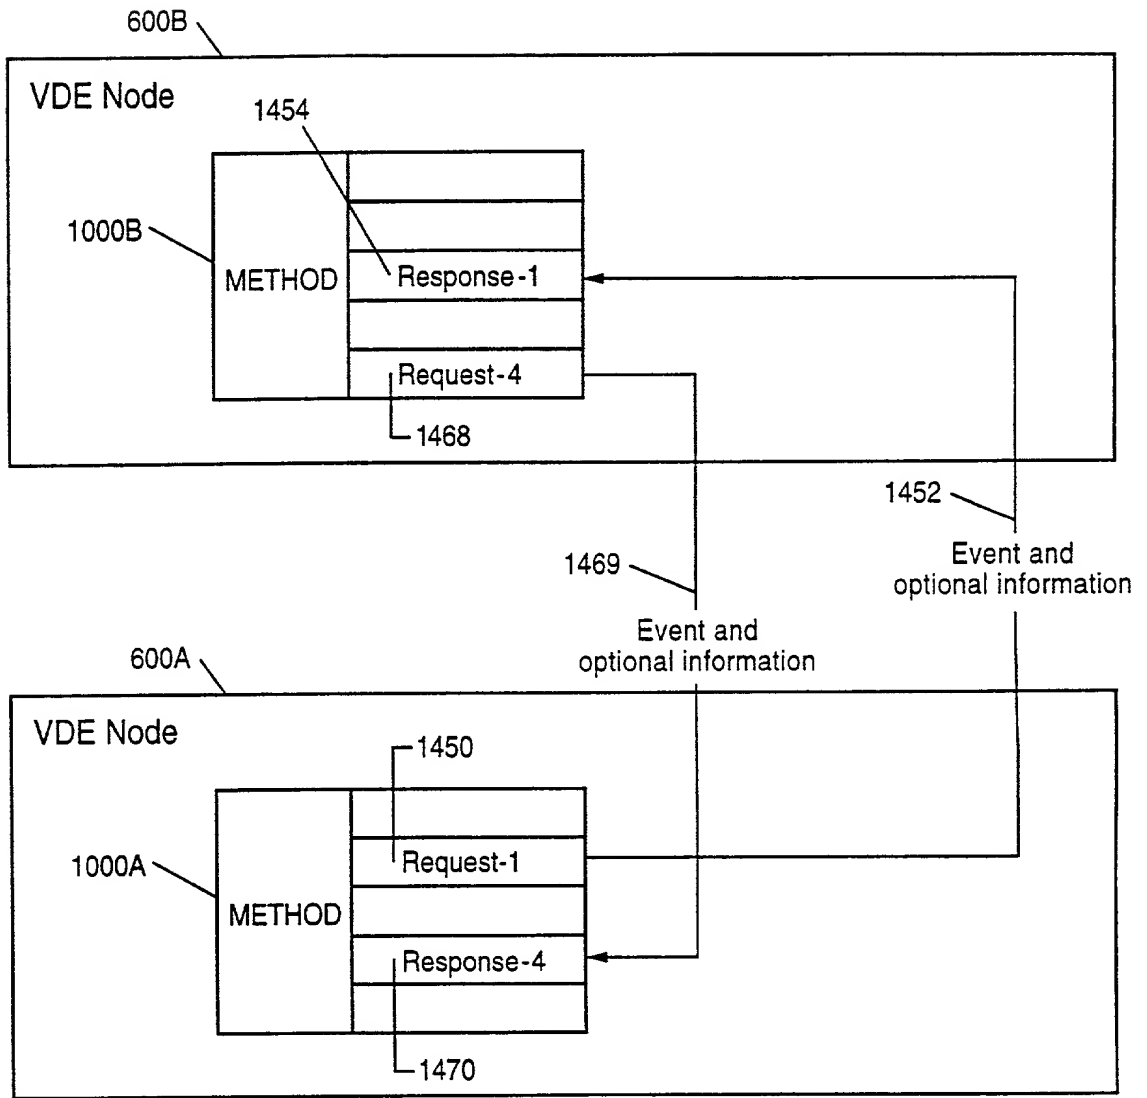 600B
VDE Node
1454
1000B
METHOD
Response-1
Request-4
1468
1452
Event and
optional information
1469
Event and
optional information
600A
VDE Node
1450
1000A
Request-1
METHOD
Response-4
1470